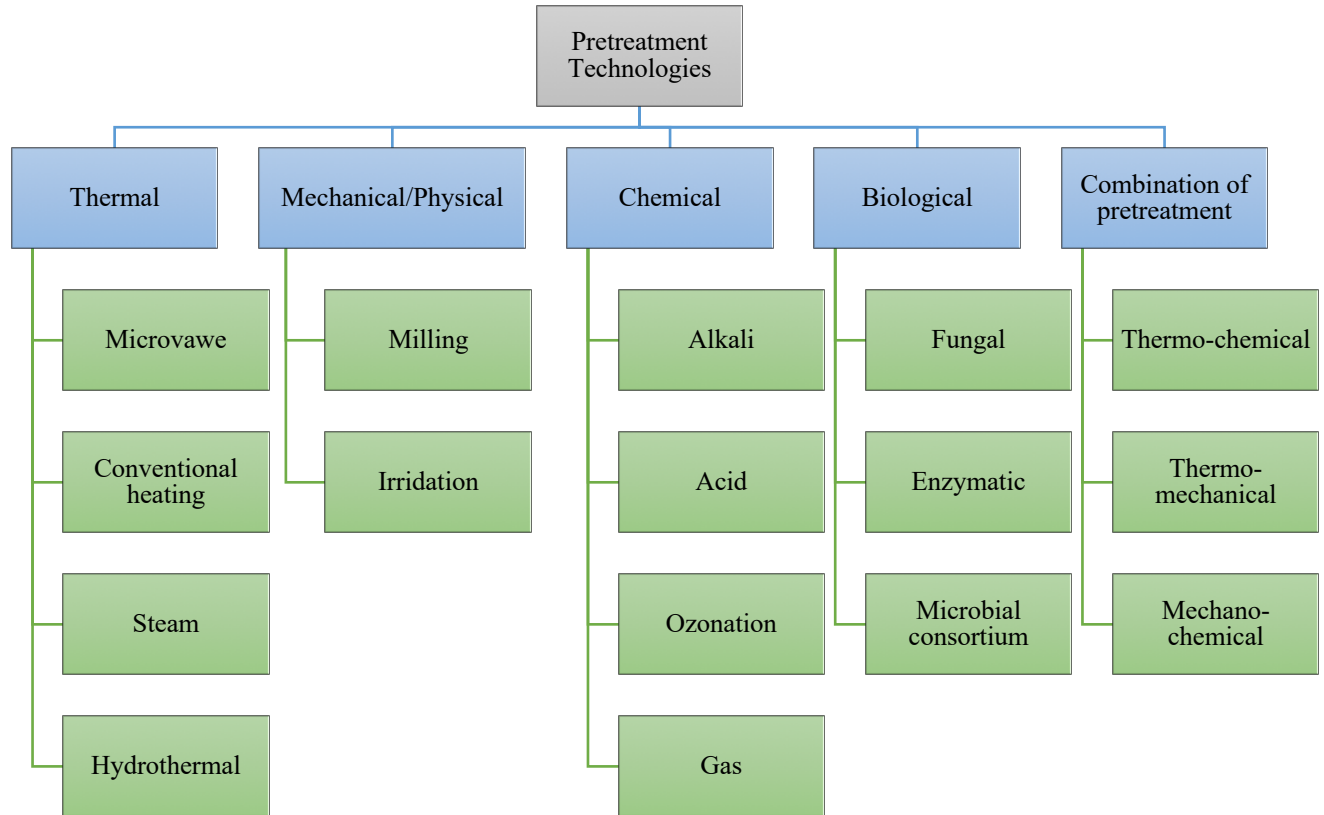 Pretreatment
Technologies
Thermal
Mechanical/Physical
Chemical
Biological
Combination of
pretreatment
Microvawe
Milling
Alkali
Fungal
Thermo-chemical
Conventional
heating
Irridation
Acid
Enzymatic
Thermo-
mechanical
Steam
Ozonation
Microbial
consortium
Mechano-
chemical
Hydrothermal
Gas